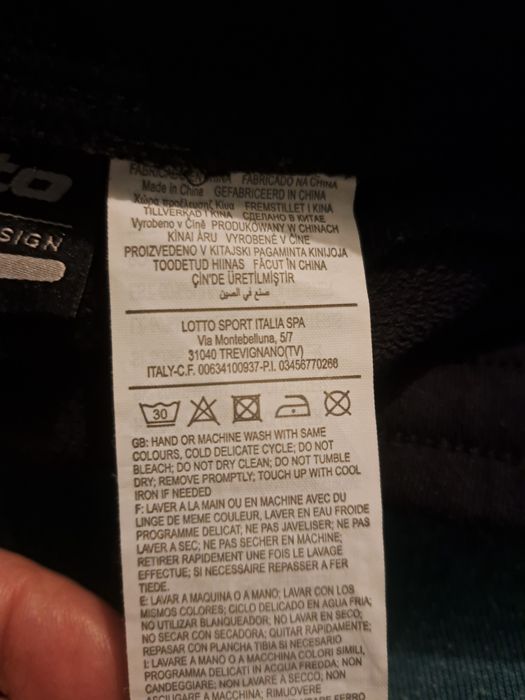 to
SIGN
FABRICADO NA CHINA
Made in China GEFABRICEERD IN CHINA
Χώρα προέλευσης Κίνα FREMSTILLET I KINA
TILLVERKAD I KINA СДЕЛАНО В КИТАЕ
Vyrobeno v Číně PRODUKOWANY W CHINACH
KÍNAI ÁRU VYROBENÉ V ČÍNE
PROIZVEDENO V KITAJSKI PAGAMINTA KINIJOJA
TOODETUD HIINAS FĂCUT ÎN CHINA
ÇİN'DE ÜRETİLMİŞTİR
صنع في الصين
LOTTO SPORT ITALIA SPA
Via Montebelluna, 5/7
31040 TREVIGNANO(TV)
ITALY-C.F. 00634100937-P.I. 03456770268
30
GB: HAND OR MACHINE WASH WITH SAME
COLOURS, COLD DELICATE CYCLE; DO NOT
BLEACH; DO NOT DRY CLEAN; DO NOT TUMBLE
DRY; REMOVE PROMPTLY; TOUCH UP WITH COOL
IRON IF NEEDED
F: LAVER A LA MAIN OU EN MACHINE AVEC DU
LINGE DE MEME COULEUR, LAVER EN EAU FROIDE
PROGRAMME DELICAT; NE PAS JAVELISER; NE PAS
LAVER A SEC; NE PAS SECHER EN MACHINE;
RETIRER RAPIDEMENT UNE FOIS LE LAVAGE
EFFECTUE; SI NECESSAIRE REPASSER A FER
TIEDE.
E: LAVAR A MAQUINA O A MANO; LAVAR CON LOS
MISMOS COLORES; CICLO DELICADO EN AGUA FRIA;
NO UTILIZAR BLANQUEADOR; NO LAVAR EN SECO;
NO SECAR CON SECADORA; QUITAR RAPIDAMENTE;
REPASAR CON PLANCHA TIBIA SI NECESARIO
I: LAVARE A MANO O A MACCHINA COLORI SIMILI,
PROGRAMMA DELICATI IN ACQUA FREDDA; NON
CANDEGGIARE; NON LAVARE A SECCO; NON
ASCIUGARE A MACCHINA; RIMUOVERE